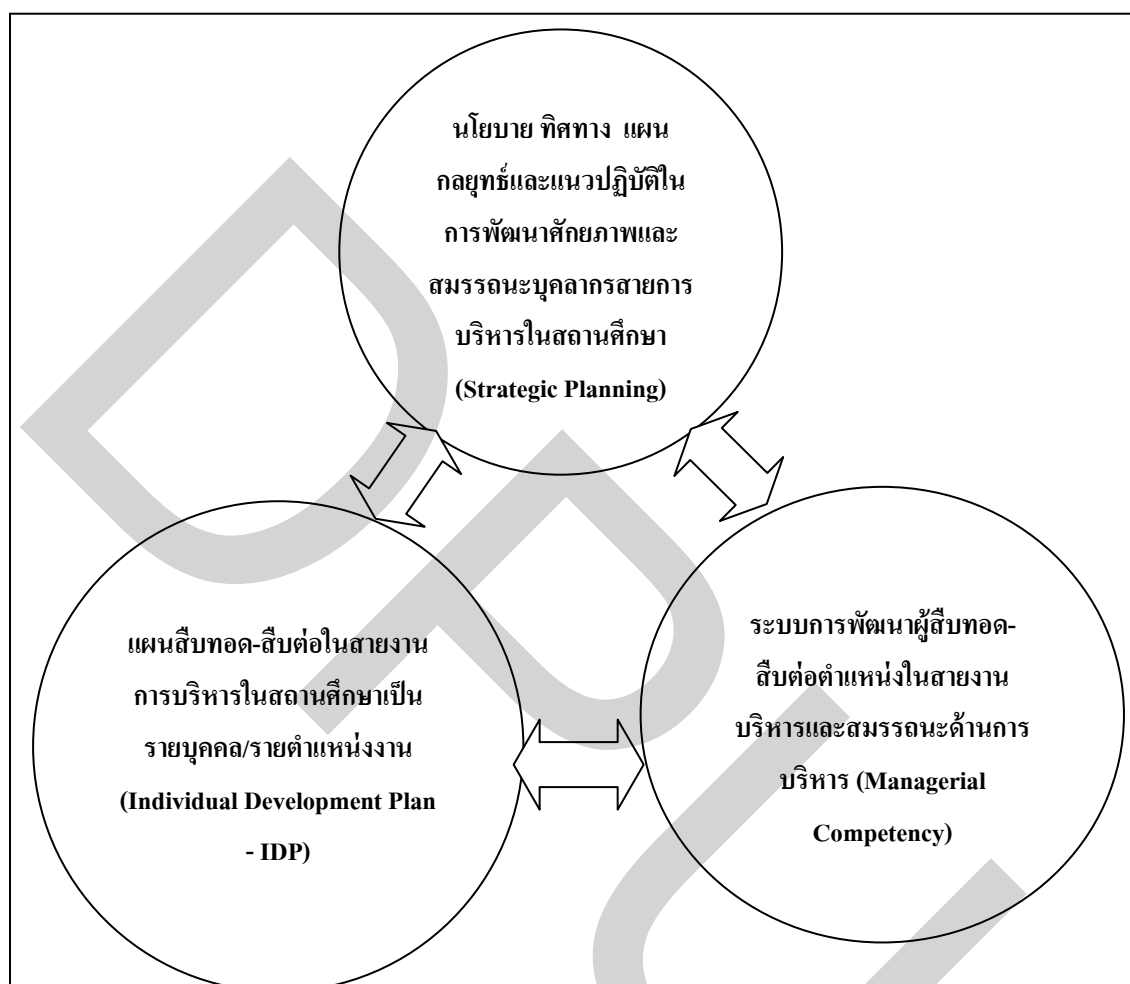 นโยบาย ทิศทาง แผน
กลยุทธ์และแนวปฏิบัติใน
การพัฒนาศักยภาพและ
สมรรถนะบุคลากรสายการ
บริหารในสถานศึกษา
(Strategic Planning)
แผนสืบทอด-สืบต่อในสายงาน
การบริหารในสถานศึกษาเป็น
รายบุคคล/รายตำแหน่งงาน
(Individual Development Plan
- IDP)
ระบบการพัฒนาผู้สืบทอด-
สืบต่อตำแหน่งในสายงาน
บริหารและสมรรถนะด้านการ
บริหาร (Managerial
Competency)
DPU